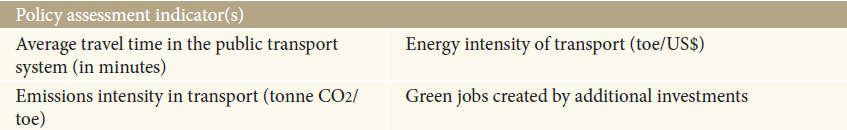 Policy assessment indicator(s)
Average travel time in the public transport
system (in minutes)
Energy intensity of transport (toe/US$)
Emissions intensity in transport (tonne CO2/
toe)
Green jobs created by additional investments